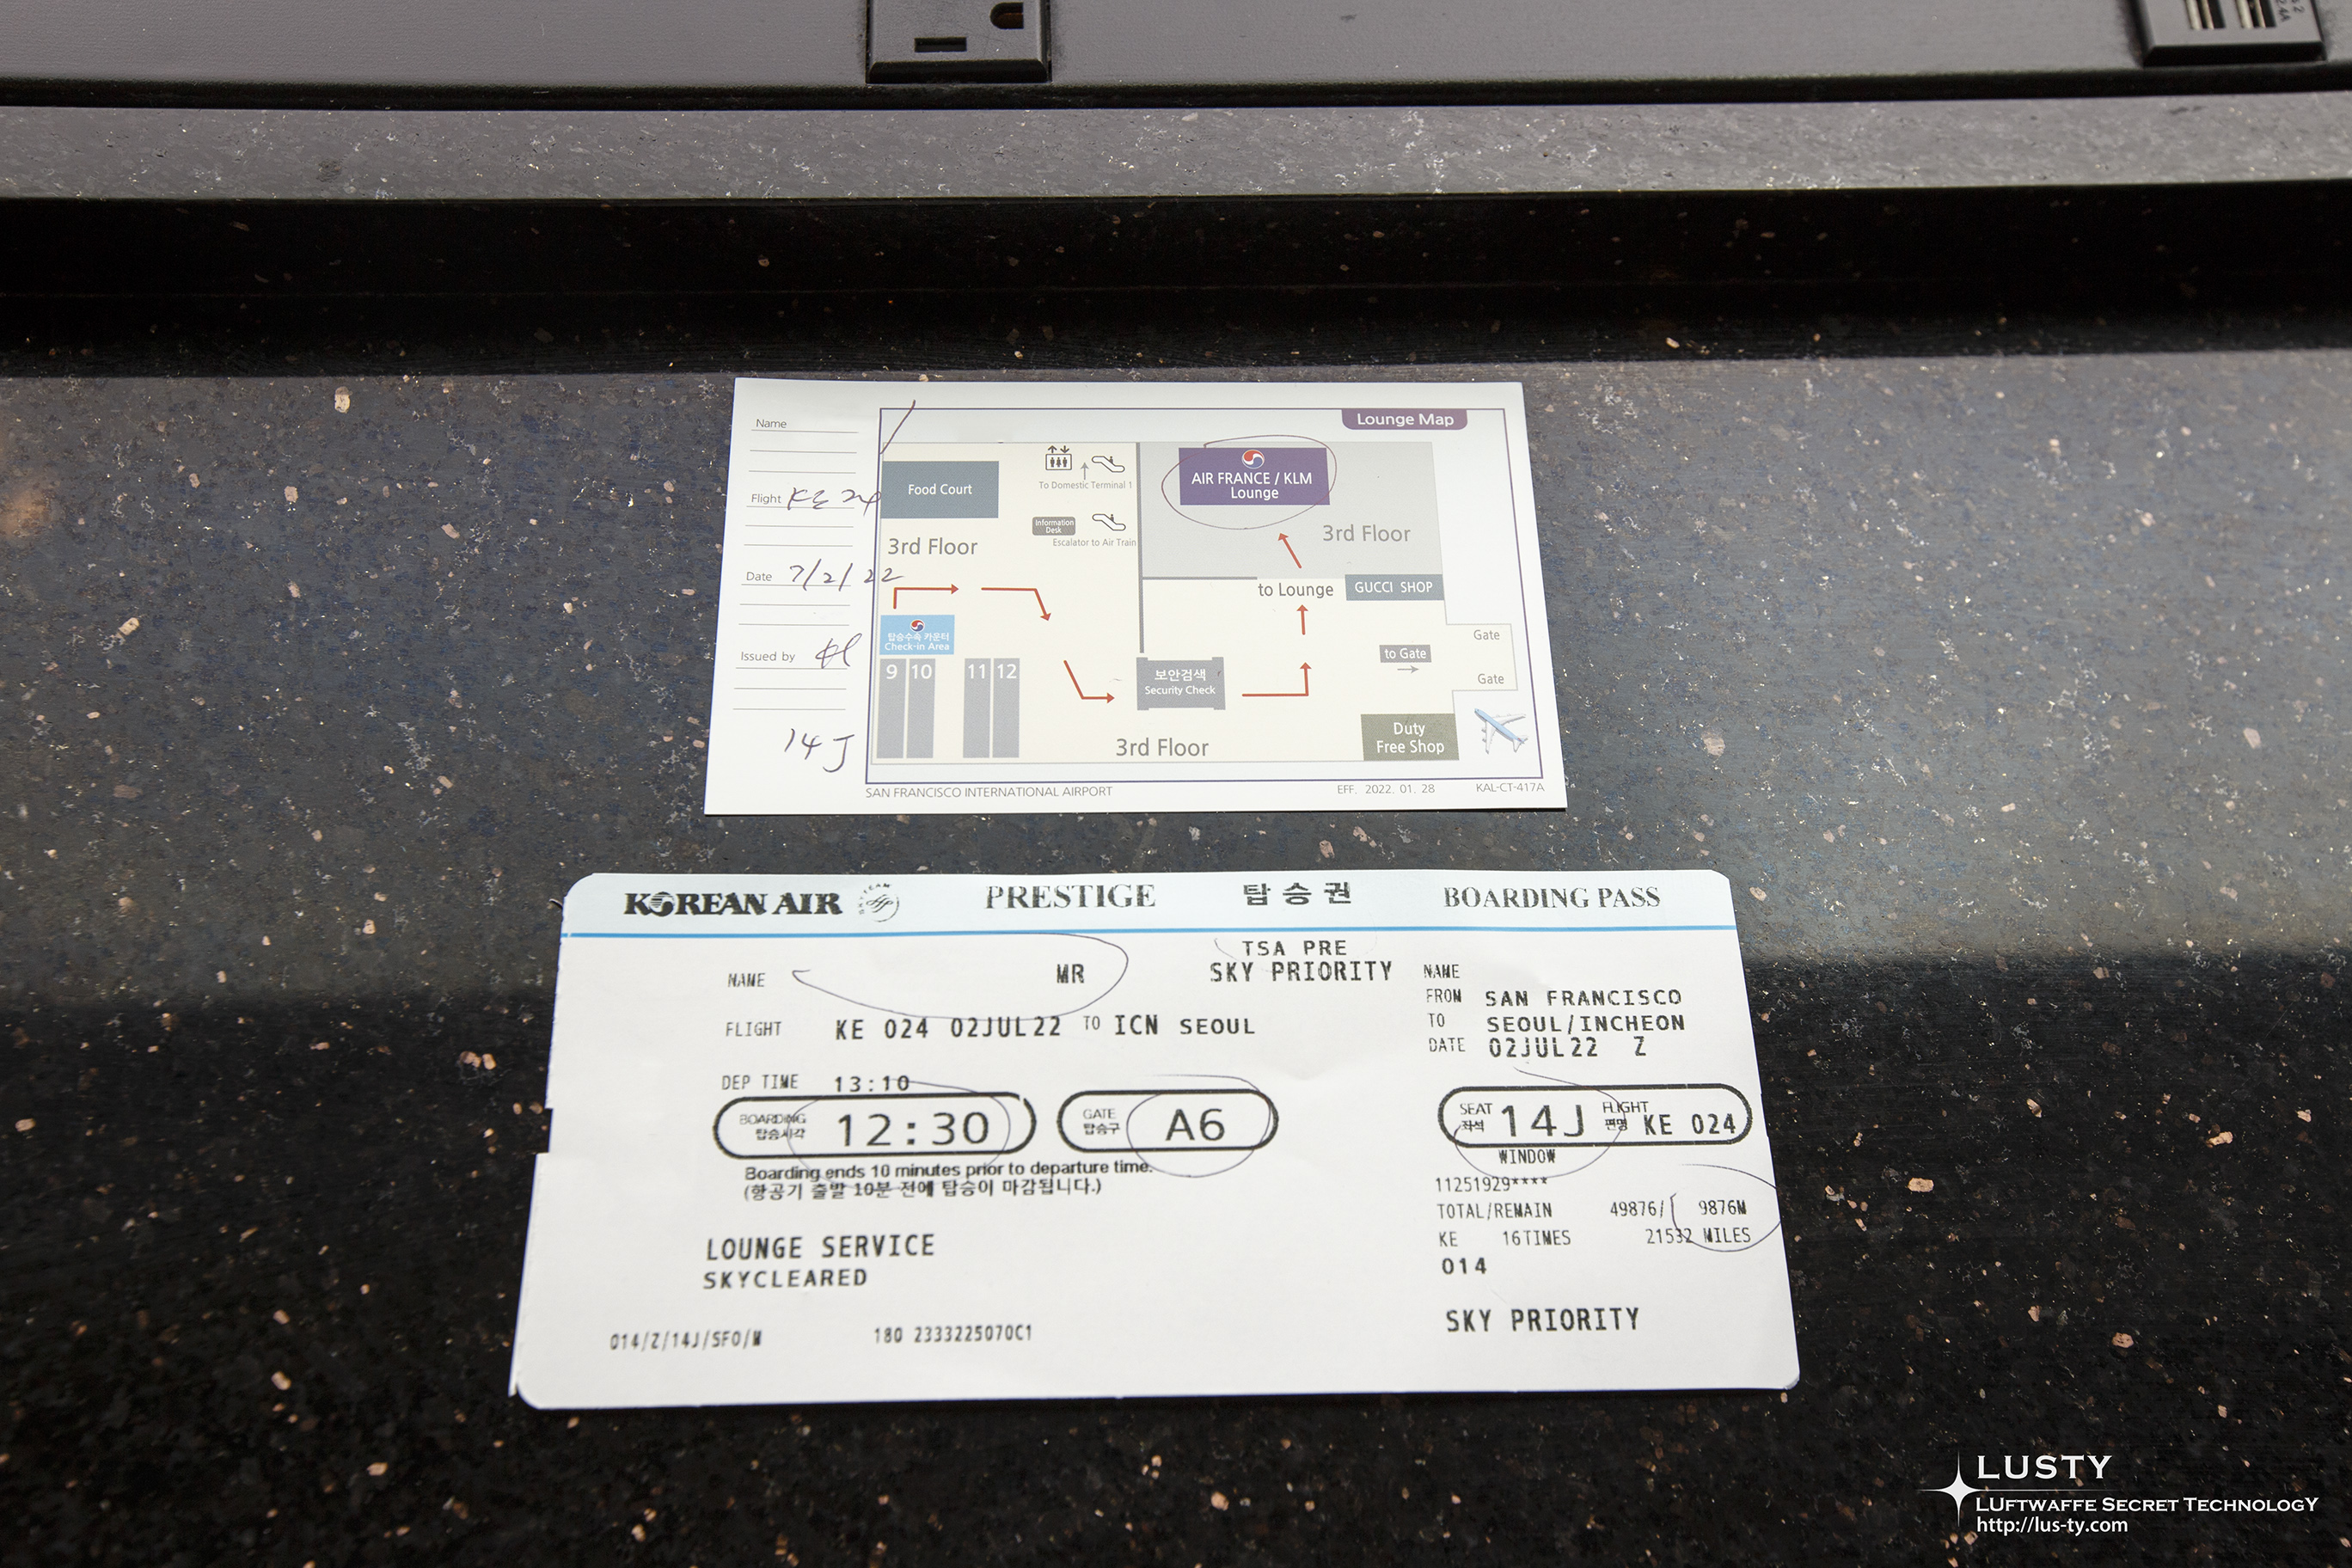 Lounge Map
Name
Flight KE 24
Date 7/2/22
Issued by
14J
Food Court
To Domestic Terminal 1
Information
Desk
Escalator to Air Train
3rd Floor
AIR FRANCE / KLM
Lounge
3rd Floor
to Lounge
GUCCI SHOP
탑승수속 카운터
Check-in Area
9 10 11 12
보안검색
Security Check
to Gate
Gate
Gate
3rd Floor
Duty
Free Shop
SAN FRANCISCO INTERNATIONAL AIRPORT
EFF. 2022. 01. 28
KAL-CT-417A
KOREAN AIR SKYTEAM PRESTIGE 탑승권 BOARDING PASS
NAME MR
TSA PRE
SKY PRIORITY
FLIGHT KE 024 02JUL22 TO ICN SEOUL
DEP TIME 13:10
BOARDING
탑승시각
12:30
GATE
탑승구
A6
Boarding ends 10 minutes prior to departure time.
(항공기 출발 10분 전에 탑승이 마감됩니다.)
LOUNGE SERVICE
SKYCLEARED
014/Z/14J/SFO/M
180 2333225070C1
NAME
FROM SAN FRANCISCO
TO SEOUL/INCHEON
DATE 02JUL22 Z
SEAT
좌석
14J
FLIGHT
편명
KE 024
WINDOW
11251929****
TOTAL/REMAIN 49876/ 9876M
KE 16TIMES 21532 MILES
014
SKY PRIORITY
LUSTY
LUFTWAFFE SECRET TECHNOLOGY
http://lus-ty.com